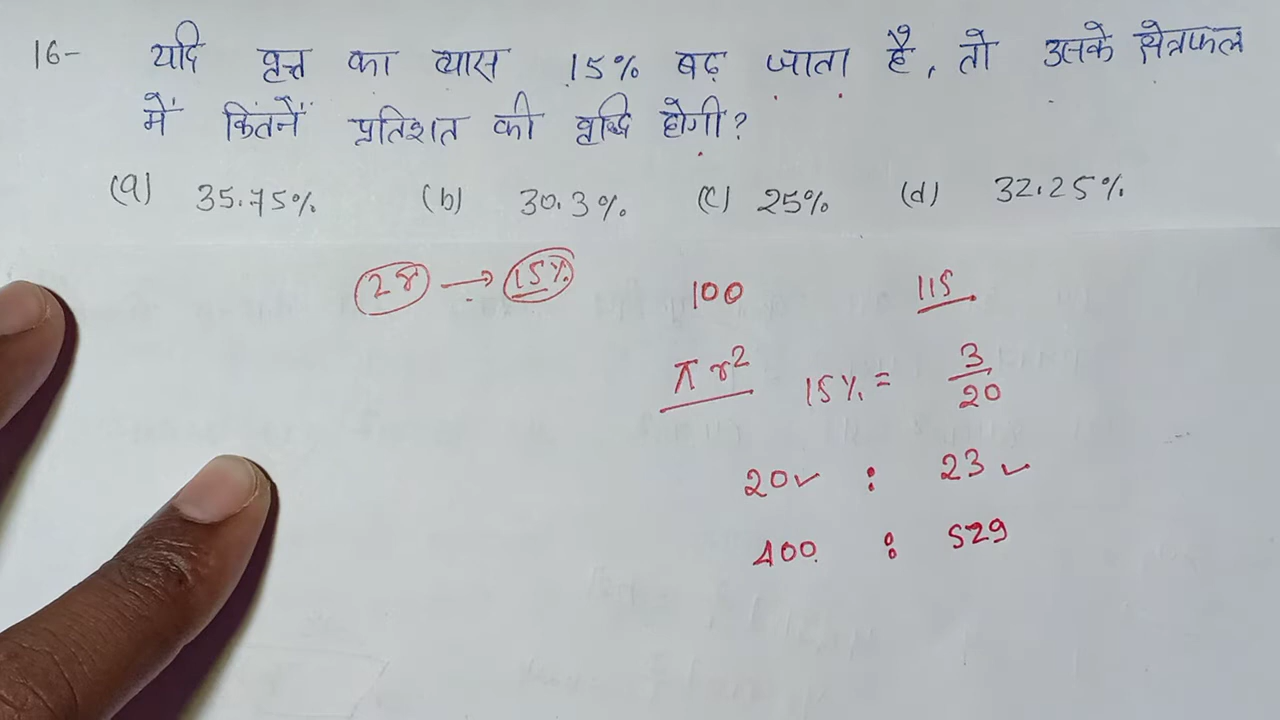 16- यदि वृत्त का व्यास 15% बढ़ जाता है, तो उसके क्षेत्रफल
में कितनें प्रतिशत की वृद्धि होगी?
(a) 35.75% (b) 30.3% (c) 25% (d) 32.25%
2r → 15% 100 115
πr² 15% = 3/20
20 : 23
400 : 529